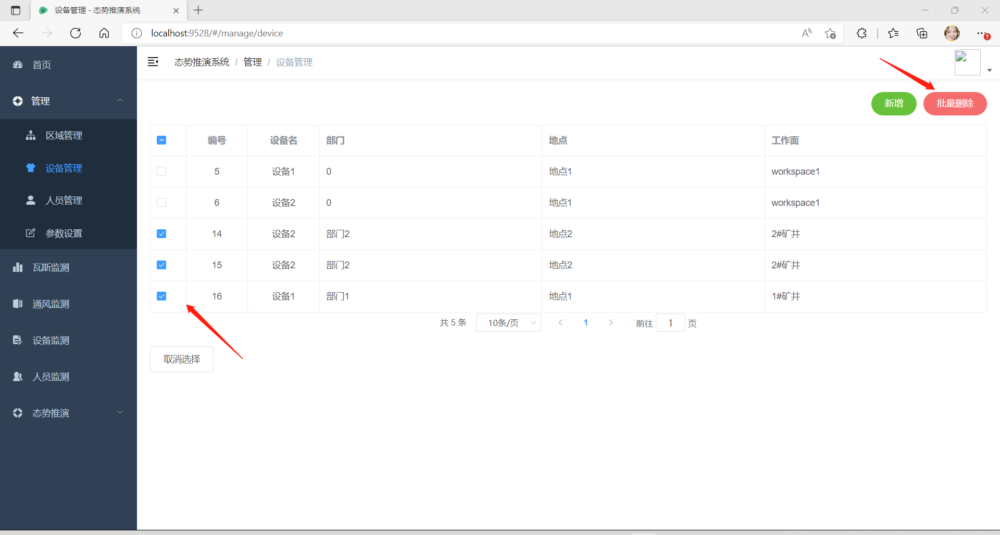 设备管理 - 态势推演系统
localhost:9528/#/manage/device
首页
管理
区域管理
设备管理
人员管理
参数设置
瓦斯监测
通风监测
设备监测
人员监测
态势推演
态势推演系统 / 管理 / 设备管理
新增 批量删除
编号 设备名 部门 地点 工作面
5 设备1 0 地点1 workspace1
6 设备2 0 地点1 workspace1
14 设备2 部门2 地点2 2#矿井
15 设备2 部门2 地点2 2#矿井
16 设备1 部门1 地点1 1#矿井
共 5 条 10条/页 1 前往 1 页
取消选择